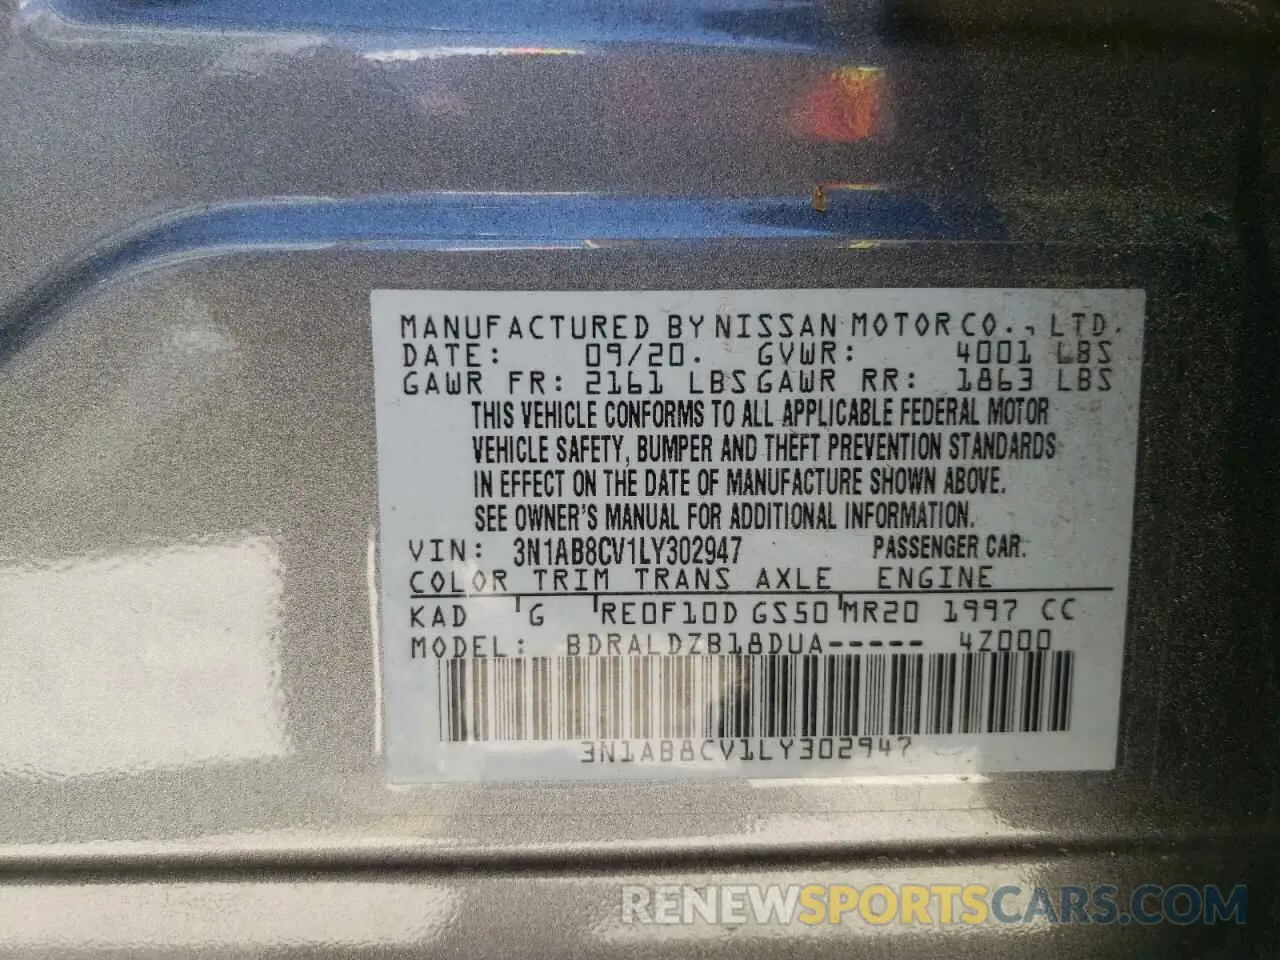 MANUFACTURED BY NISSAN MOTOR CO., LTD.
DATE: 09/20. GVWR: 4001 LBS
GAWR FR: 2161 LBS GAWR RR: 1863 LBS
THIS VEHICLE CONFORMS TO ALL APPLICABLE FEDERAL MOTOR
VEHICLE SAFETY, BUMPER AND THEFT PREVENTION STANDARDS
IN EFFECT ON THE DATE OF MANUFACTURE SHOWN ABOVE.
SEE OWNER'S MANUAL FOR ADDITIONAL INFORMATION.
VIN: 3N1AB8CV1LY302947 PASSENGER CAR.
COLOR TRIM TRANS AXLE ENGINE
KAD G RE0F10D GS50 MR20 1997 CC
MODEL: BDRALDZB18DUA----- 4Z000
3N1AB8CV1LY302947
RENEWSPORTSCARS.COM